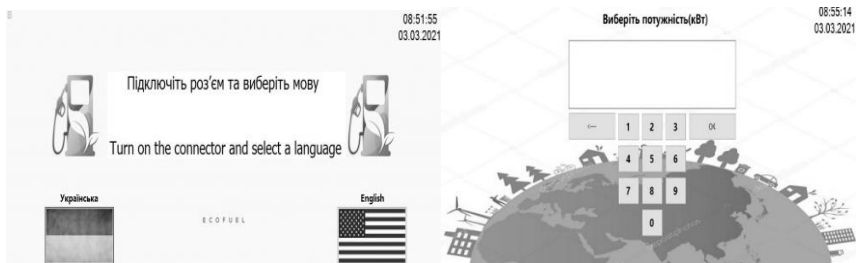 08:51:55
03.03.2021
Підключіть роз'єм та виберіть мову
Turn on the connector and select a language
Українська
English
ECOFUEL
08:55:14
03.03.2021
Виберіть потужність(кВт)
<--
1
2
3
OK
4
5
6
7
8
9
0